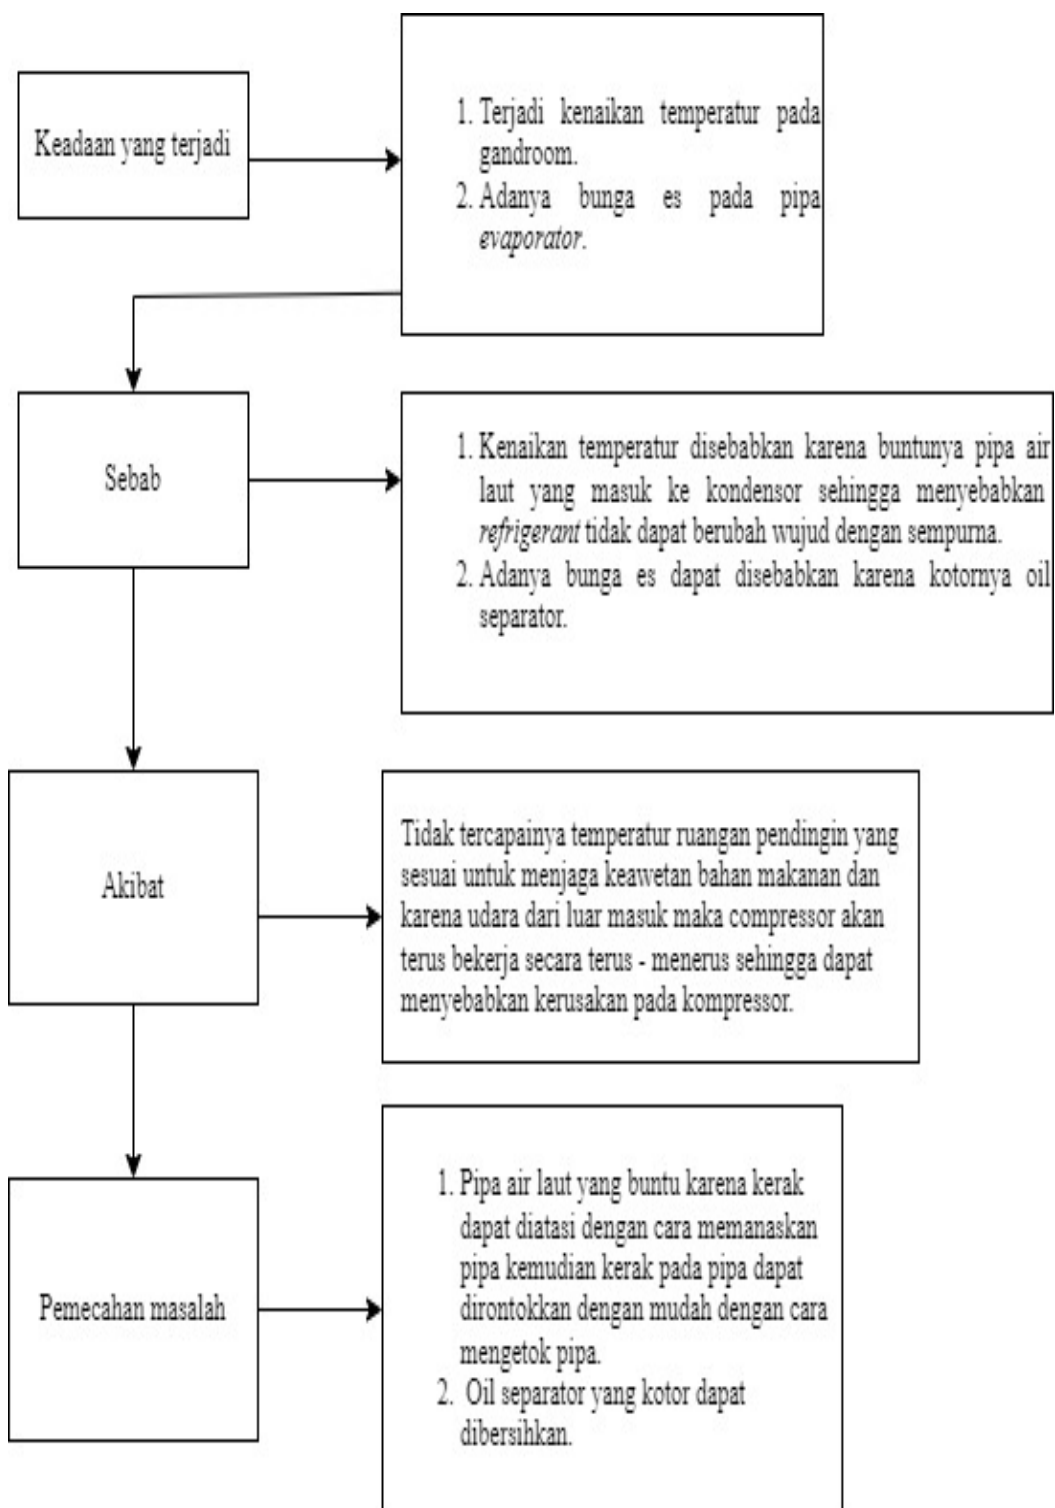 Keadaan yang terjadi
1. Terjadi kenaikan temperatur pada
gandroom.
2. Adanya bunga es pada pipa
evaporator.
Sebab
1. Kenaikan temperatur disebabkan karena buntunya pipa air
laut yang masuk ke kondensor sehingga menyebabkan
refrigerant tidak dapat berubah wujud dengan sempurna.
2. Adanya bunga es dapat disebabkan karena kotornya oil
separator.
Akibat
Tidak tercapainya temperatur ruangan pendingin yang
sesuai untuk menjaga keawetan bahan makanan dan
karena udara dari luar masuk maka compressor akan
terus bekerja secara terus - menerus sehingga dapat
menyebabkan kerusakan pada kompressor.
Pemecahan masalah
1. Pipa air laut yang buntu karena kerak
dapat diatasi dengan cara memanaskan
pipa kemudian kerak pada pipa dapat
dirontokkan dengan mudah dengan cara
mengetok pipa.
2. Oil separator yang kotor dapat
dibersihkan.